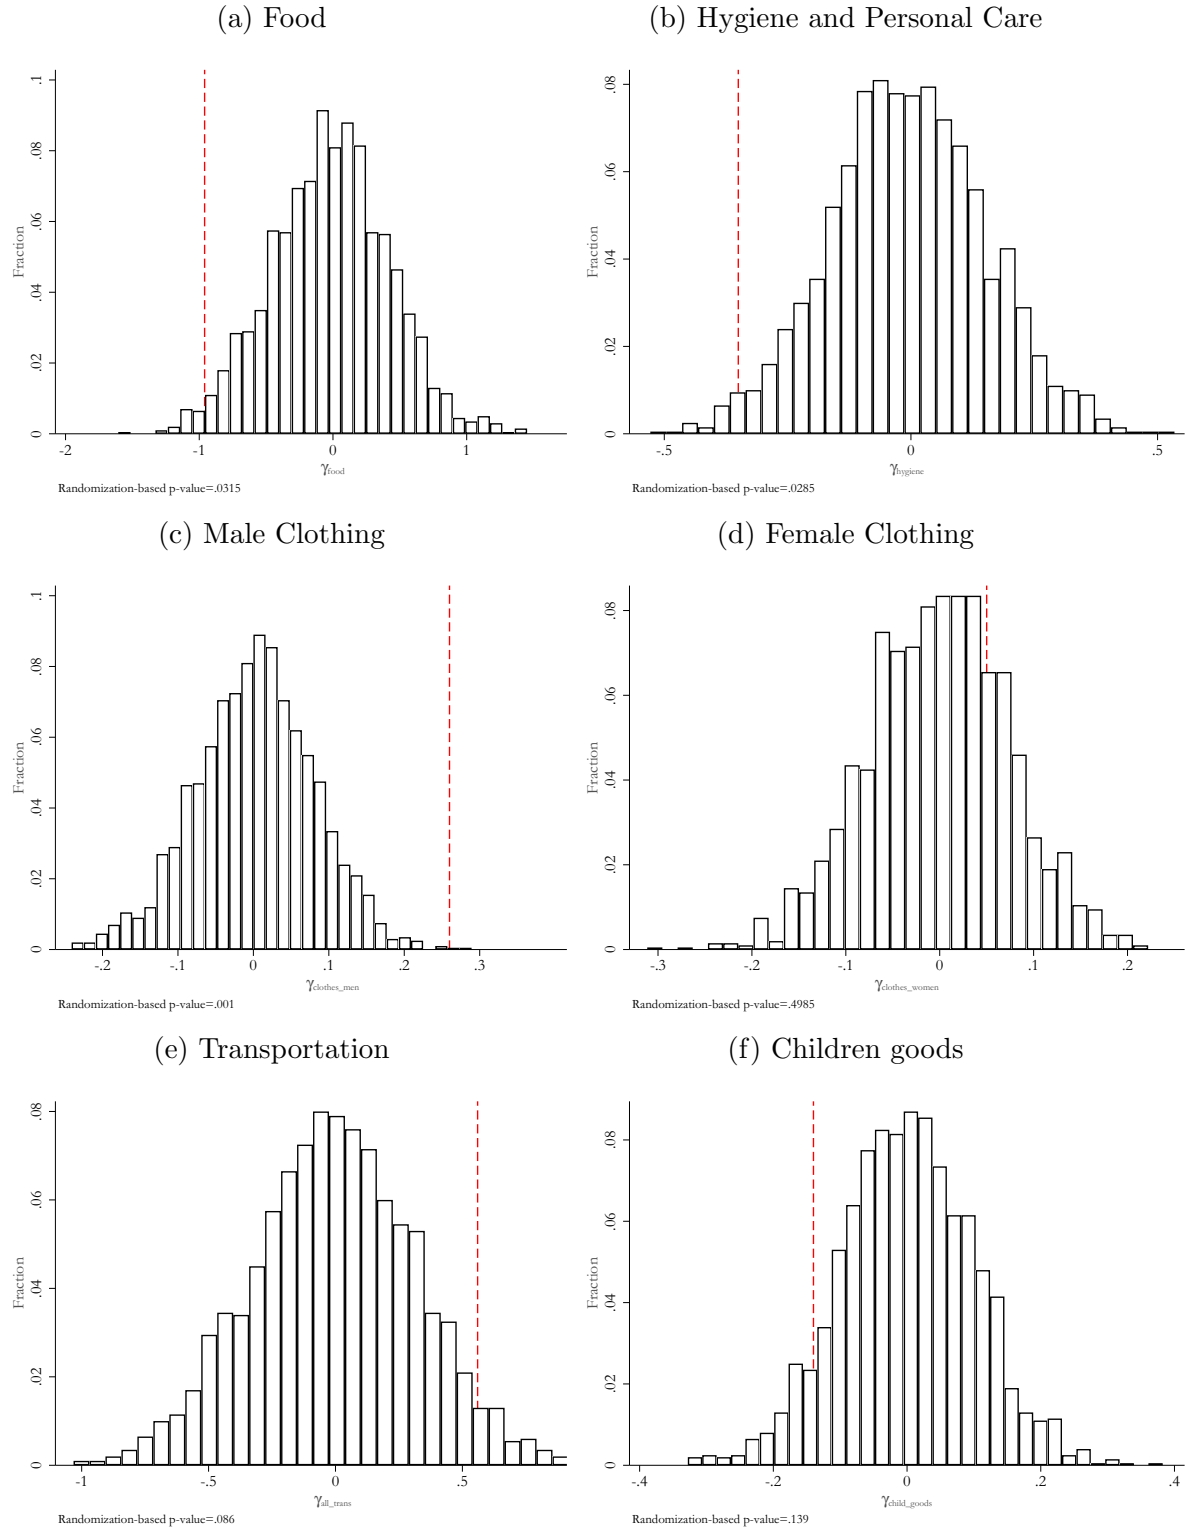 (a) Food
(b) Hygiene and Personal Care
Fraction
0 .02 .04 .06 .08 .1
-2 -1 0 1
γfood
Randomization-based p-value=.0315
Fraction
0 .02 .04 .06 .08
-.5 0 .5
γhygiene
Randomization-based p-value=.0285
(c) Male Clothing
(d) Female Clothing
Fraction
0 .02 .04 .06 .08 .1
-.2 -.1 0 .1 .2 .3
γclothes_men
Randomization-based p-value=.001
Fraction
0 .02 .04 .06 .08
-.3 -.2 -.1 0 .1 .2
γclothes_women
Randomization-based p-value=.4985
(e) Transportation
(f) Children goods
Fraction
0 .02 .04 .06 .08
-1 -.5 0 .5
γall_trans
Randomization-based p-value=.086
Fraction
0 .02 .04 .06 .08
-.4 -.2 0 .2 .4
γchild_goods
Randomization-based p-value=.139